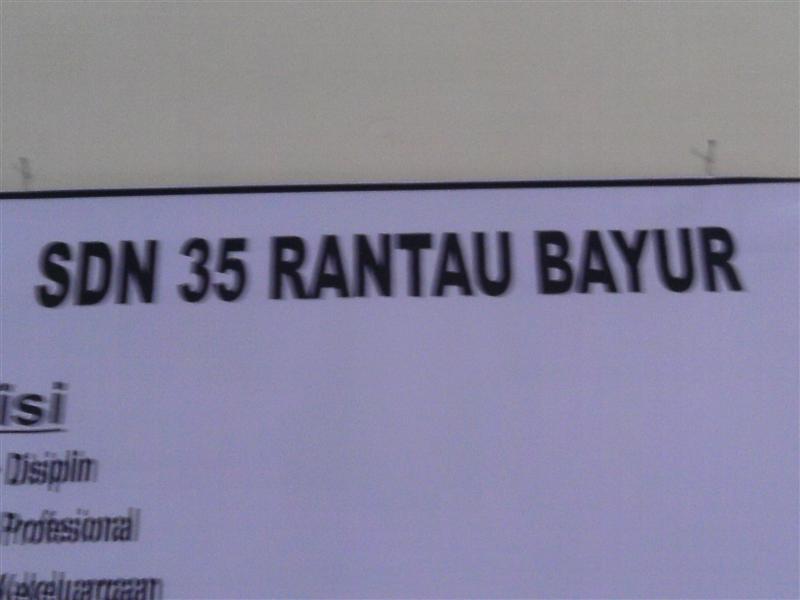 SDN 35 RANTAU BAYUR
isi
Disiplin
Profesional
Kekeluargaan